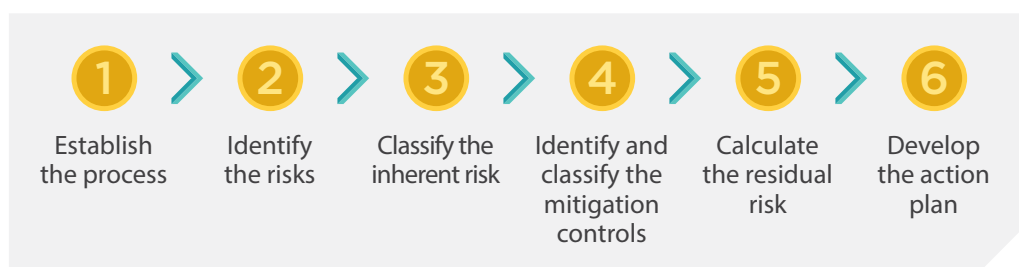 1
Establish
the process
2
Identify
the risks
3
Classify the
inherent risk
4
Identify and
classify the
mitigation
controls
5
Calculate
the residual
risk
6
Develop
the action
plan